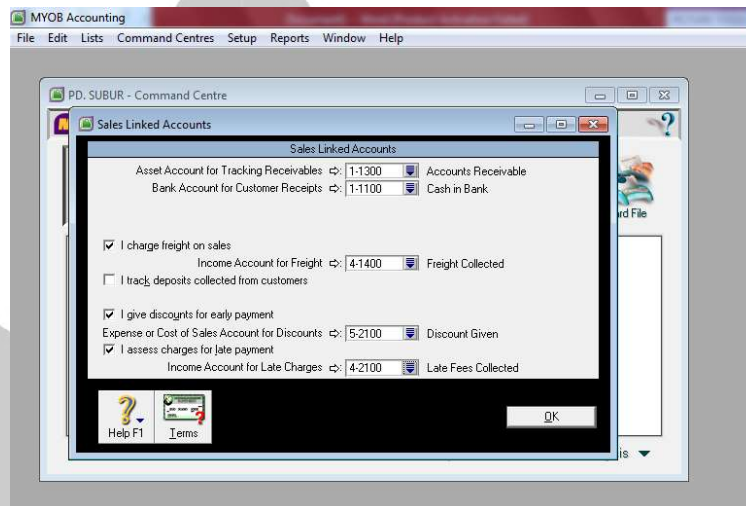 MYOB Accounting
File Edit Lists Command Centres Setup Reports Window Help
PD. SUBUR - Command Centre
Sales Linked Accounts
Sales Linked Accounts
Asset Account for Tracking Receivables 1-1300 Accounts Receivable
Bank Account for Customer Receipts 1-1100 Cash in Bank
rd File
I charge freight on sales
Income Account for Freight 4-1400 Freight Collected
I track deposits collected from customers
I give discounts for early payment
Expense or Cost of Sales Account for Discounts 5-2100 Discount Given
I assess charges for late payment
Income Account for Late Charges 4-2100 Late Fees Collected
Help F1 Terms OK
is